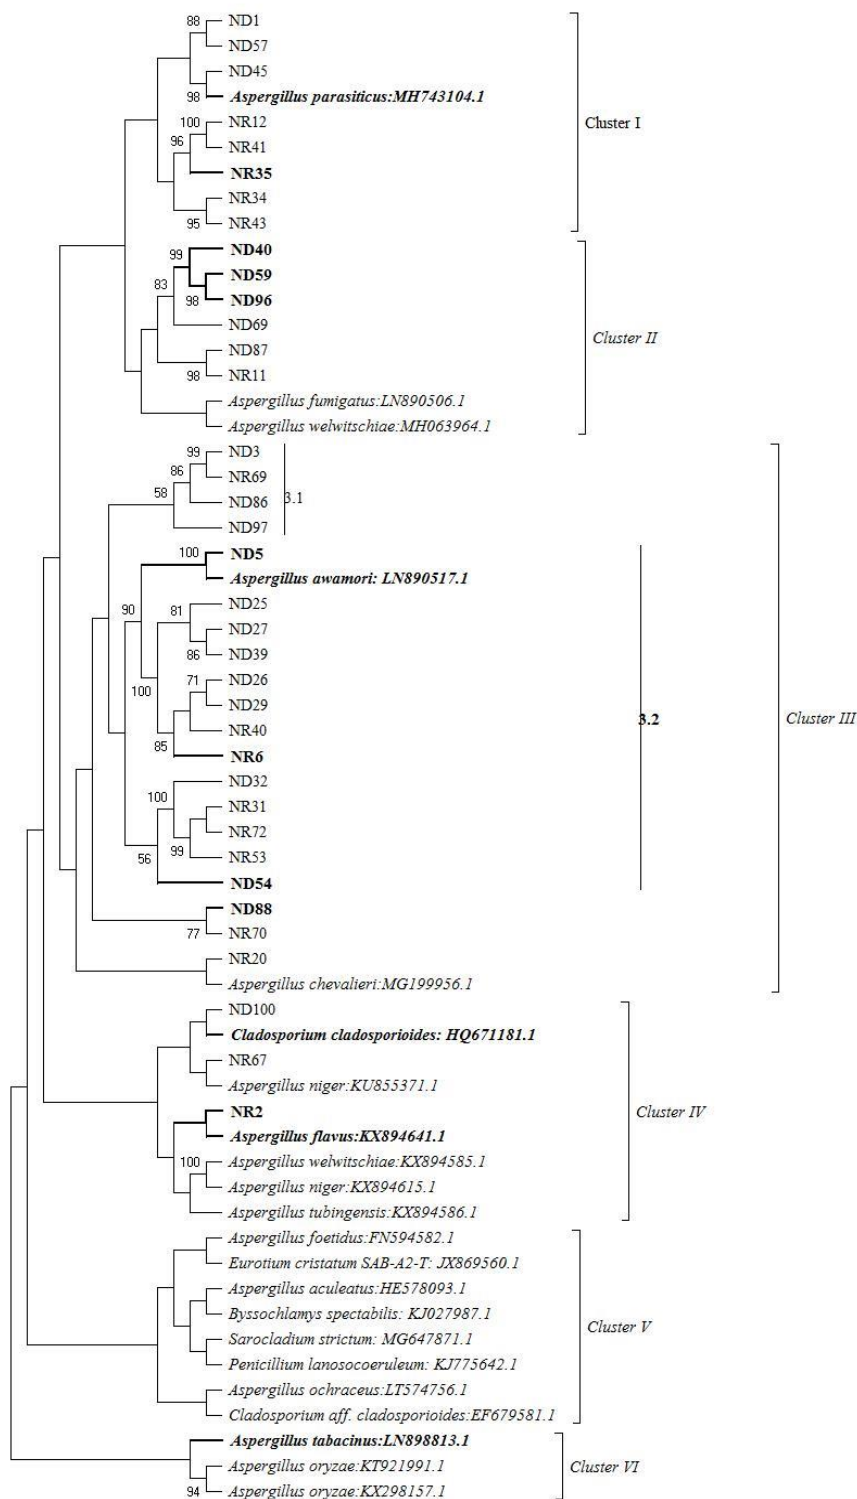 88 ND1
ND57
ND45
98 Aspergillus parasiticus:MH743104.1
100 NR12
Cluster I
96 NR41
NR35
NR34
95 NR43
99 ND40
ND59
83 98 ND96
ND69
Cluster II
ND87
98 NR11
Aspergillus fumigatus:LN890506.1
Aspergillus welwitschiae:MH063964.1
99 ND3
86 NR69
58 ND86 3.1
ND97
100 ND5
Aspergillus awamori: LN890517.1
90 81 ND25
ND27
86 ND39
100 71 ND26
ND29
NR40 3.2 Cluster III
85 NR6
ND32
100 NR31
NR72
56 99 NR53
ND54
ND88
77 NR70
NR20
Aspergillus chevalieri:MG199956.1
ND100
Cladosporium cladosporioides: HQ671181.1
NR67
Aspergillus niger:KU855371.1
NR2 Cluster IV
Aspergillus flavus:KX894641.1
100 Aspergillus welwitschiae:KX894585.1
Aspergillus niger:KX894615.1
Aspergillus tubingensis:KX894586.1
Aspergillus foetidus:FN594582.1
Eurotium cristatum SAB-A2-T: JX869560.1
Aspergillus aculeatus:HE578093.1
Byssochlamys spectabilis: KJ027987.1
Cluster V
Sarocladium strictum: MG647871.1
Penicillium lanosocoeruleum: KJ775642.1
Aspergillus ochraceus:LT574756.1
Cladosporium aff. cladosporioides:EF679581.1
Aspergillus tabacinus:LN898813.1
Aspergillus oryzae:KT921991.1 Cluster VI
94 Aspergillus oryzae:KX298157.1